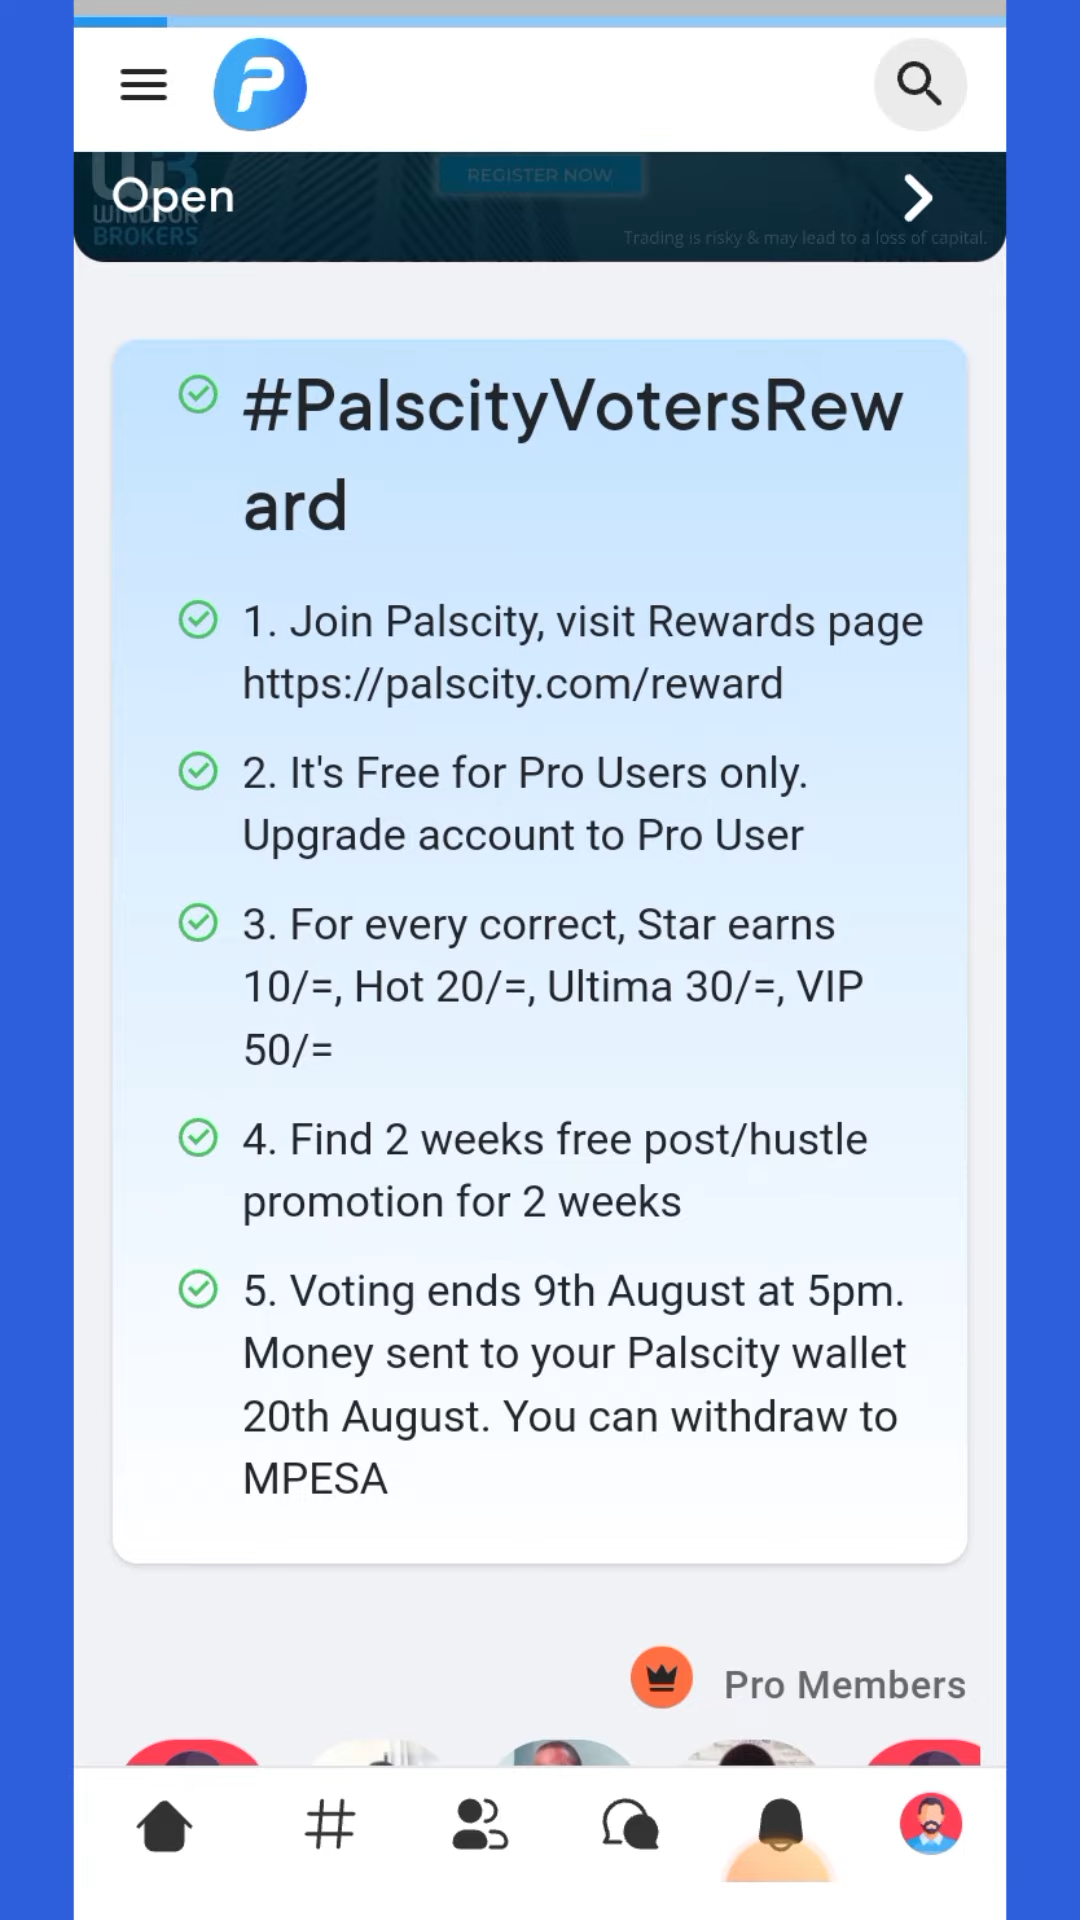 REGISTER NOW
Open
WINDSOR
BROKERS
Trading is risky & may lead to a loss of capital.
#PalscityVotersRew
ard
1. Join Palscity, visit Rewards page
https://palscity.com/reward
2. It's Free for Pro Users only.
Upgrade account to Pro User
3. For every correct, Star earns
10/=, Hot 20/=, Ultima 30/=, VIP
50/=
4. Find 2 weeks free post/hustle
promotion for 2 weeks
5. Voting ends 9th August at 5pm.
Money sent to your Palscity wallet
20th August. You can withdraw to
MPESA
Pro Members